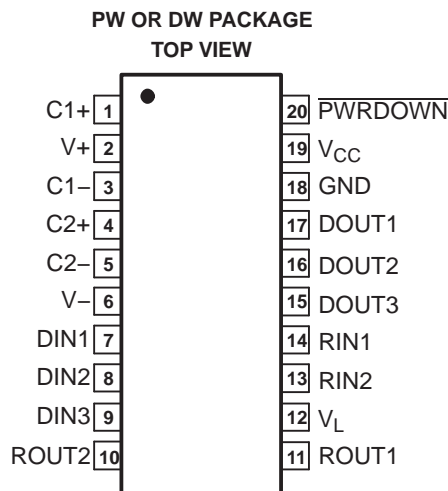 PW OR DW PACKAGE
TOP VIEW
C1+ 1 20 PWRDOWN
V+ 2 19 VCC
C1− 3 18 GND
C2+ 4 17 DOUT1
C2− 5 16 DOUT2
V− 6 15 DOUT3
DIN1 7 14 RIN1
DIN2 8 13 RIN2
DIN3 9 12 VL
ROUT2 10 11 ROUT1